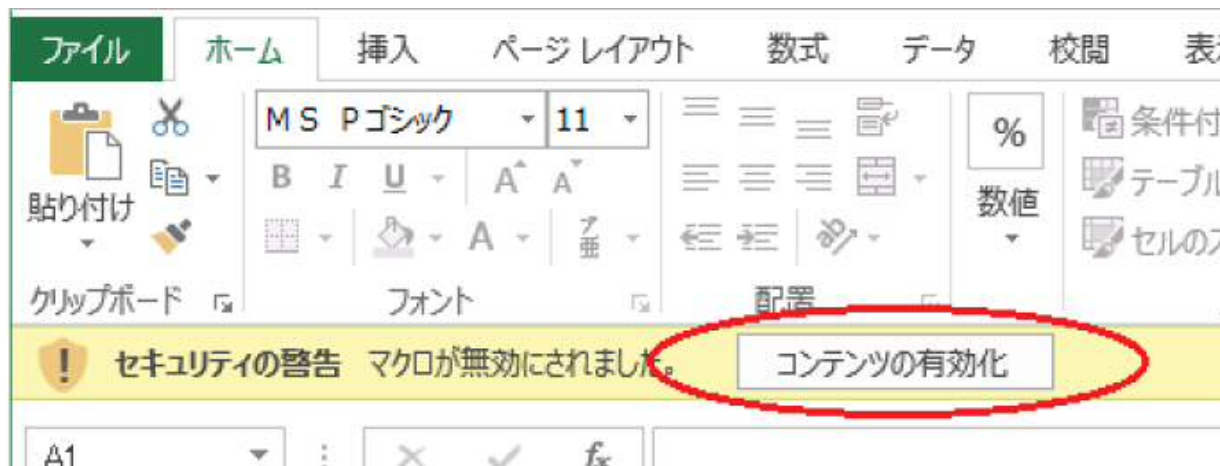 ファイル ホーム 挿入 ページ レイアウト 数式 データ 校閲
ＭＳ Ｐゴシック 11
% 条件付
B I U A A
テーブル
貼り付け 数値
A ア亜
セルのス
クリップボード フォント 配置
セキュリティの警告 マクロが無効にされました。 コンテンツの有効化
A1 fx